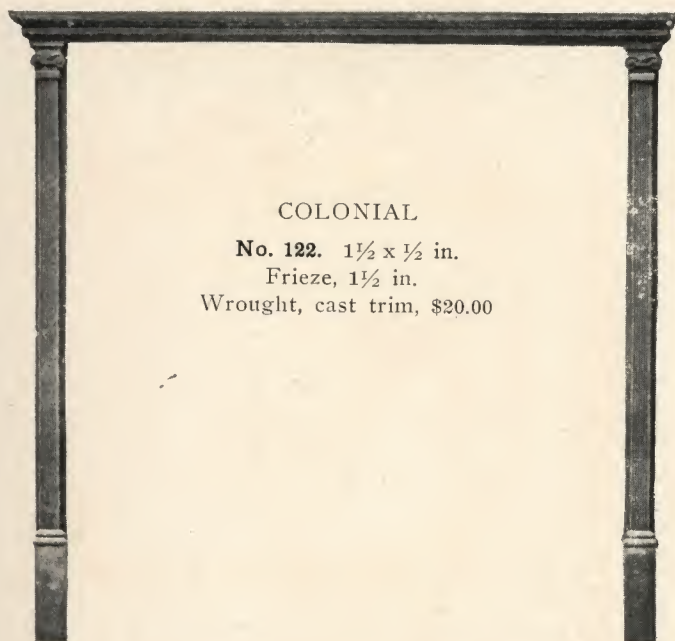 COLONIAL
No. 122. 1½ x ½ in.
Frieze, 1½ in.
Wrought, cast trim, $20.00